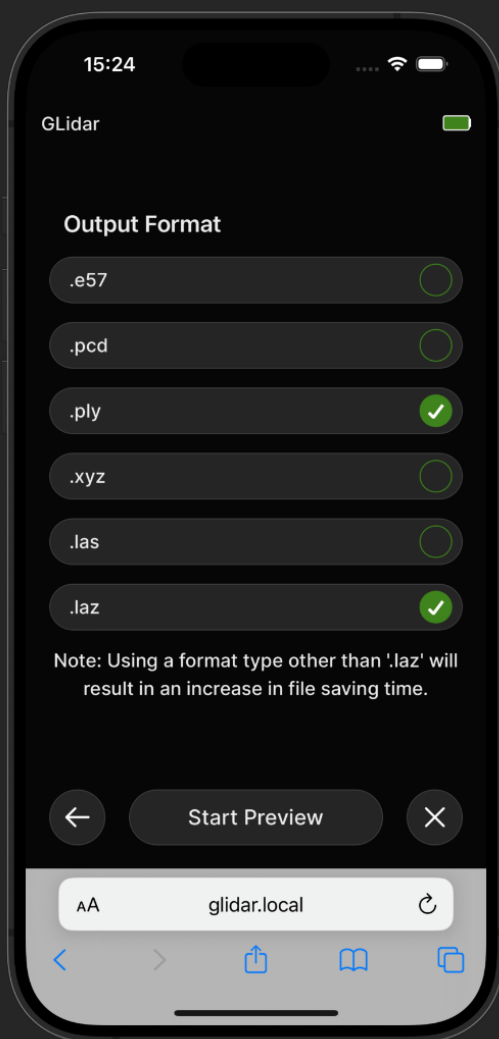 15:24
GLidar
Output Format
.e57
.pcd
.ply
.xyz
.las
.laz
Note: Using a format type other than '.laz' will
result in an increase in file saving time.
Start Preview
AA
glidar.local